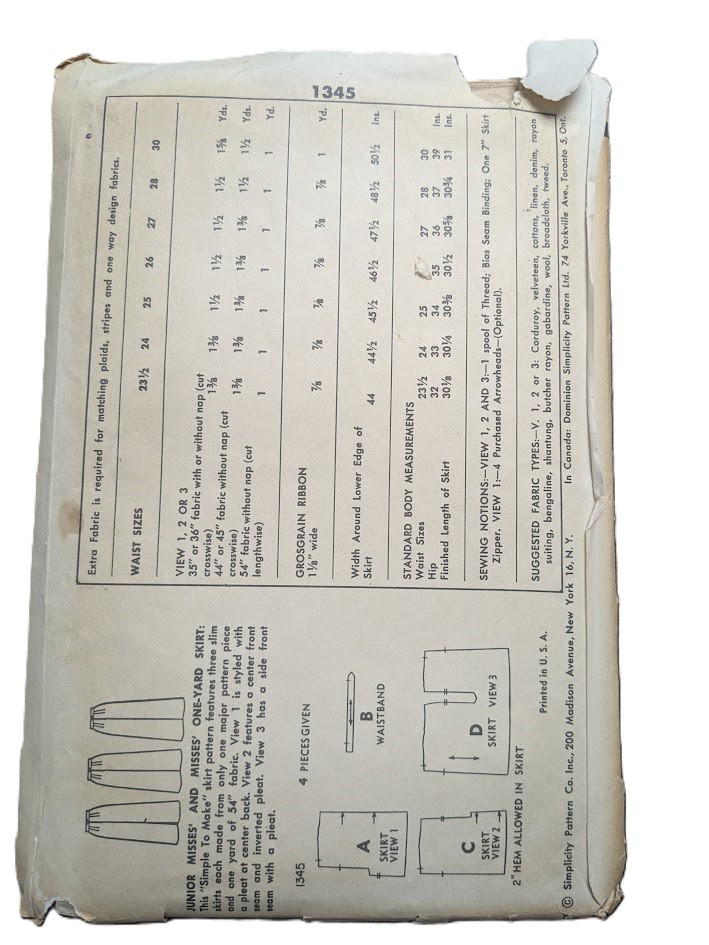 1345
JUNIOR MISSES' AND MISSES' ONE-YARD SKIRT:
This "Simple To Make" skirt pattern features three slim
skirts each made from only one major pattern piece
and one yard of 54" fabric. View 1 is styled with
a pleat at center back. View 2 features a center front
seam and inverted pleat. View 3 has a side front
seam with a pleat.
1345 4 PIECES GIVEN
A
SKIRT
VIEW 1
B
WAISTBAND
C
SKIRT
VIEW 2
D
SKIRT VIEW 3
2" HEM ALLOWED IN SKIRT
Printed in U. S. A.
Extra Fabric is required for matching plaids, stripes and one way design fabrics.
WAIST SIZES 23½ 24 25 26 27 28 30
VIEW 1, 2 OR 3
35" or 36" fabric with or without nap (cut
crosswise) 1⅜ 1⅜ 1½ 1½ 1½ 1½ 1⅝ Yds.
44" or 45" fabric without nap (cut
crosswise) 1⅜ 1⅜ 1⅜ 1⅜ 1⅜ 1½ 1½ Yds.
54" fabric without nap (cut
lengthwise) 1 1 1 1 1 1 1 Yd.
GROSGRAIN RIBBON
1⅛" wide ⅞ ⅞ ⅞ ⅞ ⅞ ⅞ 1 Yd.
Width Around Lower Edge of
Skirt 44 44½ 45½ 46½ 47½ 48½ 50½ Ins.
STANDARD BODY MEASUREMENTS
Waist Sizes 23½ 24 25 27 28 30
Hip 32 33 34 35 36 37 39 Ins.
Finished Length of Skirt 30⅛ 30¼ 30⅜ 30½ 30⅝ 30¾ 31 Ins.
SEWING NOTIONS:—VIEW 1, 2 AND 3:—1 spool of Thread; Bias Seam Binding; One 7" Skirt
Zipper. VIEW 1:—4 Purchased Arrowheads—(Optional).
SUGGESTED FABRIC TYPES:—V. 1, 2 or 3: Corduroy, velveteen, cottons, linen, denim, rayon
suiting, bengaline, shantung, butcher rayon, gabardine, wool, broadcloth, tweed.
© Simplicity Pattern Co. Inc., 200 Madison Avenue, New York 16, N. Y. In Canada: Dominion Simplicity Pattern Ltd. 74 Yorkville Ave., Toronto 5, Ont.